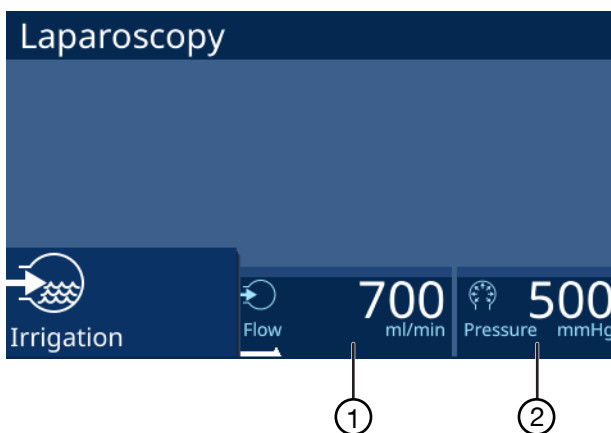 Laparoscopy
Irrigation
Flow
700
ml/min
Pressure
500
mmHg
1
2